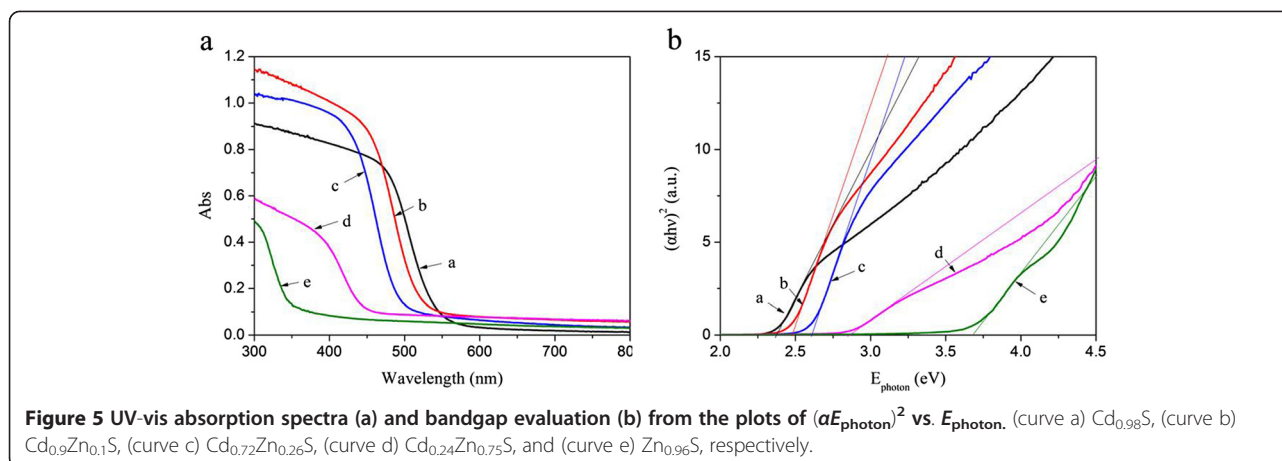 a
1.2
1.0
0.8
0.6
0.4
0.2
0.0
Abs
c
b
d
a
e
300 400 500 600 700 80
Wavelength (nm)
b
15
10
5
0
(αhν)² (a.u.)
a
b
c
d
e
2.0 2.5 3.0 3.5 4.0 4.5
E_photon (eV)
Figure 5 UV-vis absorption spectra (a) and bandgap evaluation (b) from the plots of (αE_photon)² vs. E_photon. (curve a) Cd₀.₉₈S, (curve b)
Cd₀.₉Zn₀.₁S, (curve c) Cd₀.₇₂Zn₀.₂₆S, (curve d) Cd₀.₂₄Zn₀.₇₅S, and (curve e) Zn₀.₉₆S, respectively.